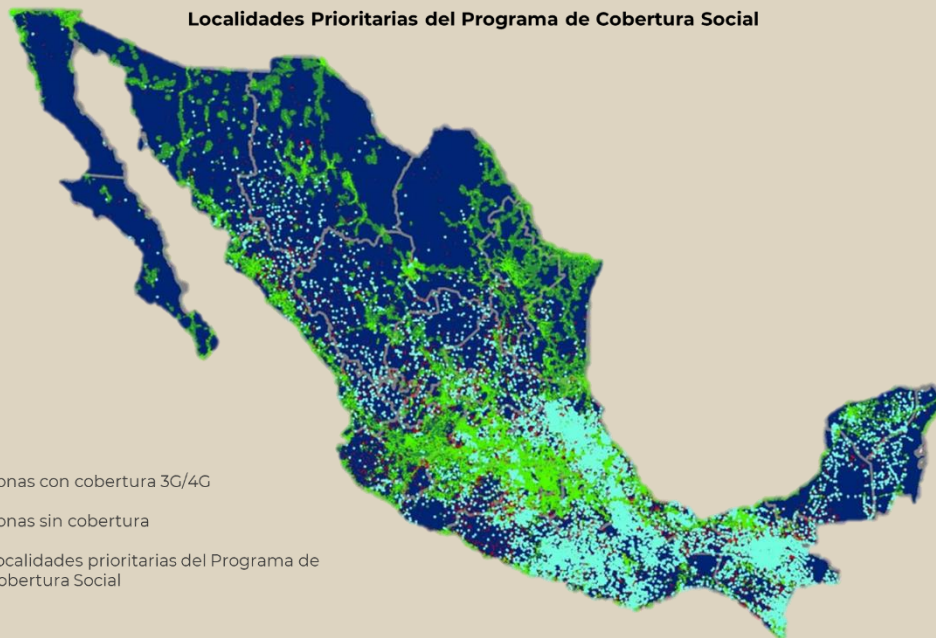 Localidades Prioritarias del Programa de Cobertura Social
onas con cobertura 3G/4G
onas sin cobertura
ocalidades prioritarias del Programa de
obertura Social